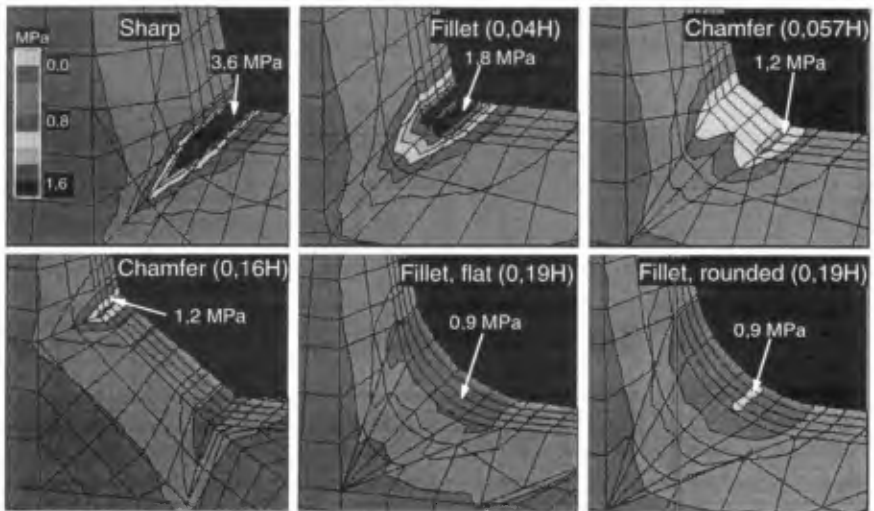 Sharp
MPa
0.0
0.8
1,6
3.6 MPa
Fillet (0,04H)
1,8 MPa
Chamfer (0,057H)
1,2 MPa
Chamfer (0,16H)
1.2 MPa
Fillet, flat (0,19H)
0.9 MPa
Fillet, rounded (0,19H)
0,9 MPa